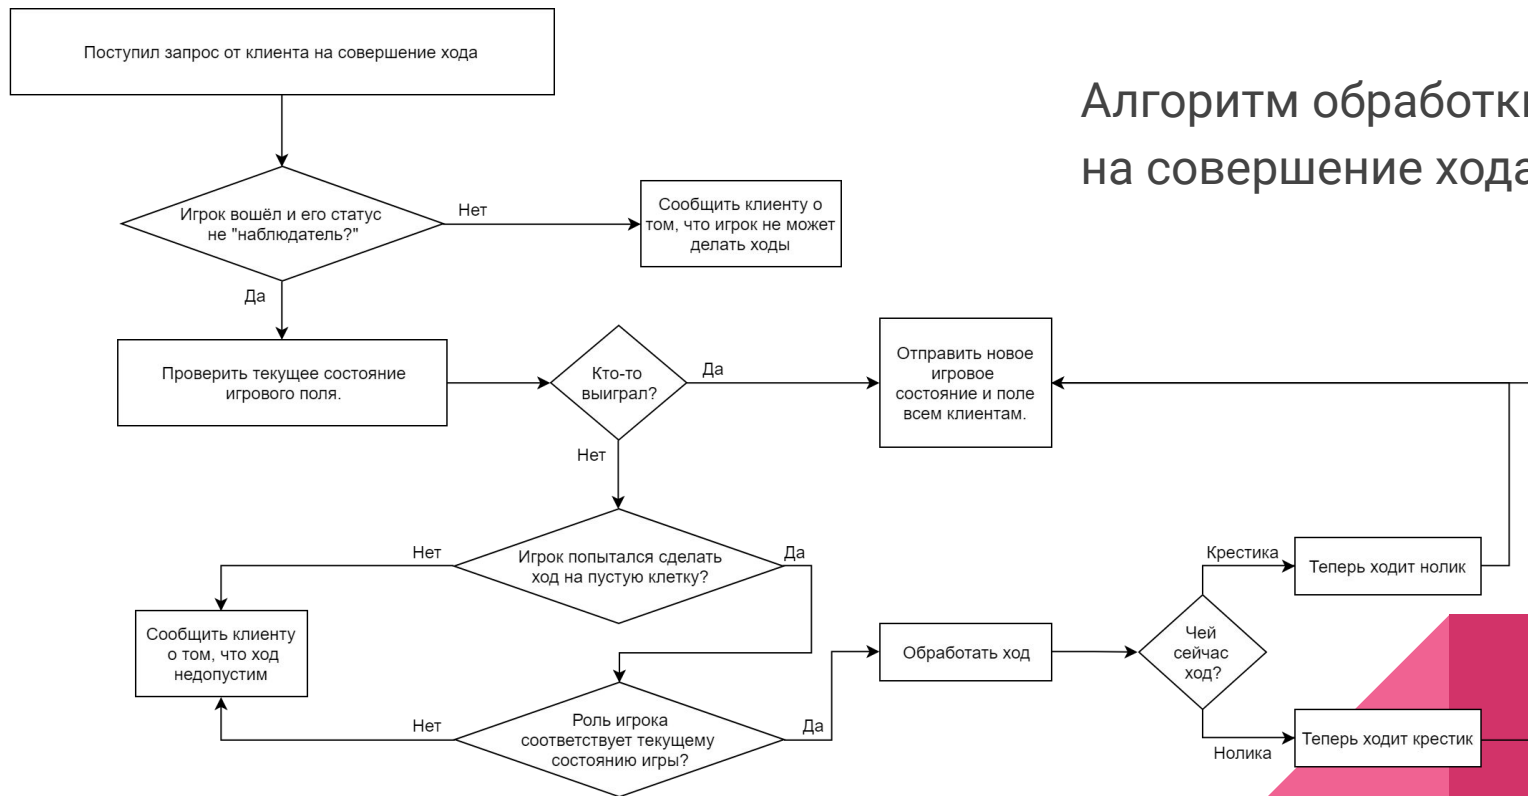 Поступил запрос от клиента на совершение хода
Алгоритм обработки
на совершение хода
Игрок вошёл и его статус
не "наблюдатель?"
Нет
Сообщить клиенту о
том, что игрок не может
делать ходы
Да
Проверить текущее состояние
игрового поля.
Кто-то
выиграл?
Да
Отправить новое
игровое
состояние и поле
всем клиентам.
Нет
Игрок попытался сделать
ход на пустую клетку?
Нет
Да
Сообщить клиенту
о том, что ход
недопустим
Роль игрока
соответствует текущему
состоянию игры?
Нет
Да
Обработать ход
Чей
сейчас
ход?
Крестика
Теперь ходит нолик
Нолика
Теперь ходит крестик